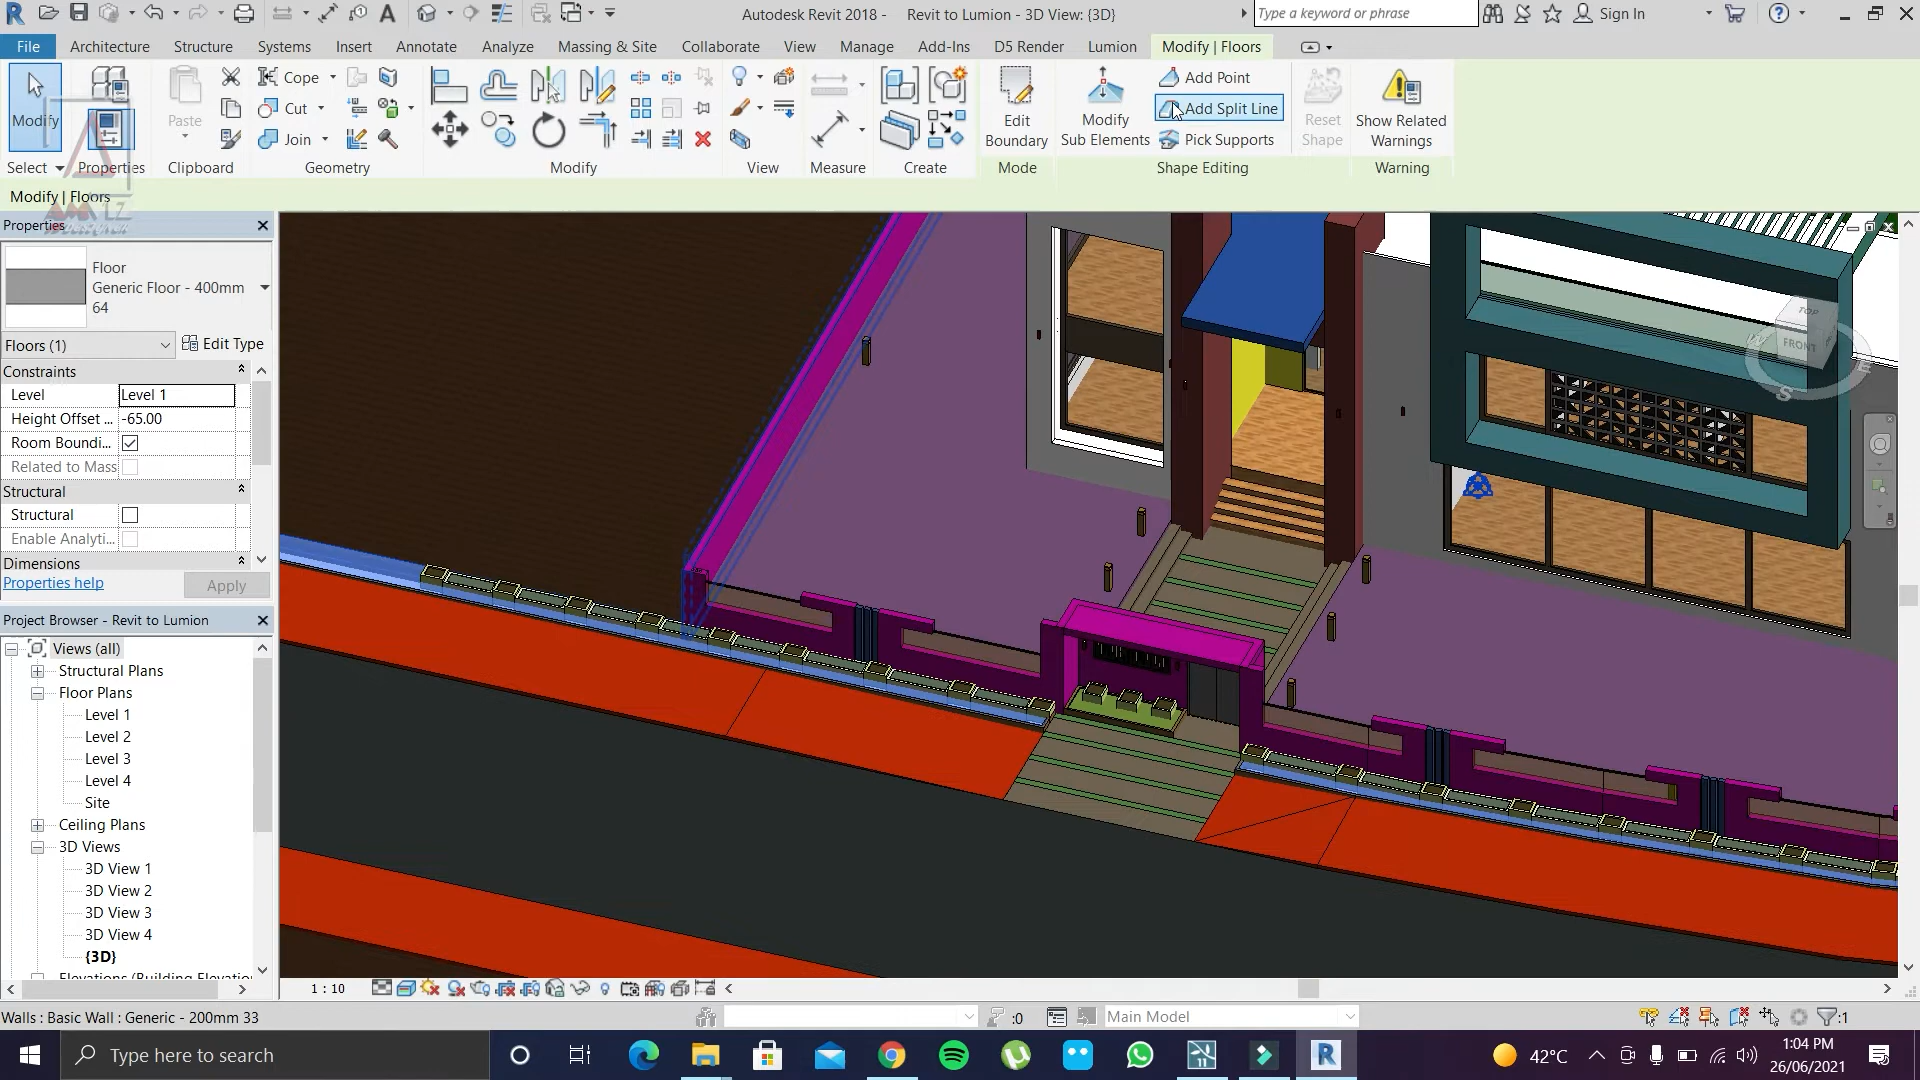 Autodesk Revit 2018 - Revit to Lumion - 3D View: {3D}
Type a keyword or phrase
Sign In
File Architecture Structure Systems Insert Annotate Analyze Massing & Site Collaborate View Manage Add-Ins D5 Render Lumion Modify | Floors
Modify
Paste
Cope
Cut
Join
Edit
Boundary
Modify
Sub Elements
Add Point
Add Split Line
Pick Supports
Reset
Shape
Show Related
Warnings
Select Properties Clipboard Geometry Modify View Measure Create Mode Shape Editing Warning
Modify | Floors
Properties
Floor
Generic Floor - 400mm
64
Floors (1)
Edit Type
Constraints
Level Level 1
Height Offset ... -65.00
Room Boundi...
Related to Mass
Structural
Structural
Enable Analyti...
Dimensions
Properties help
Apply
Project Browser - Revit to Lumion
Views (all)
Structural Plans
Floor Plans
Level 1
Level 2
Level 3
Level 4
Site
Ceiling Plans
3D Views
3D View 1
3D View 2
3D View 3
3D View 4
{3D}
Elevations (Building Elevatio
TOP
FRONT
W
E
S
1 : 10
Walls : Basic Wall : Generic - 200mm 33
:0
Main Model
:1
Type here to search
42°C
1:04 PM
26/06/2021